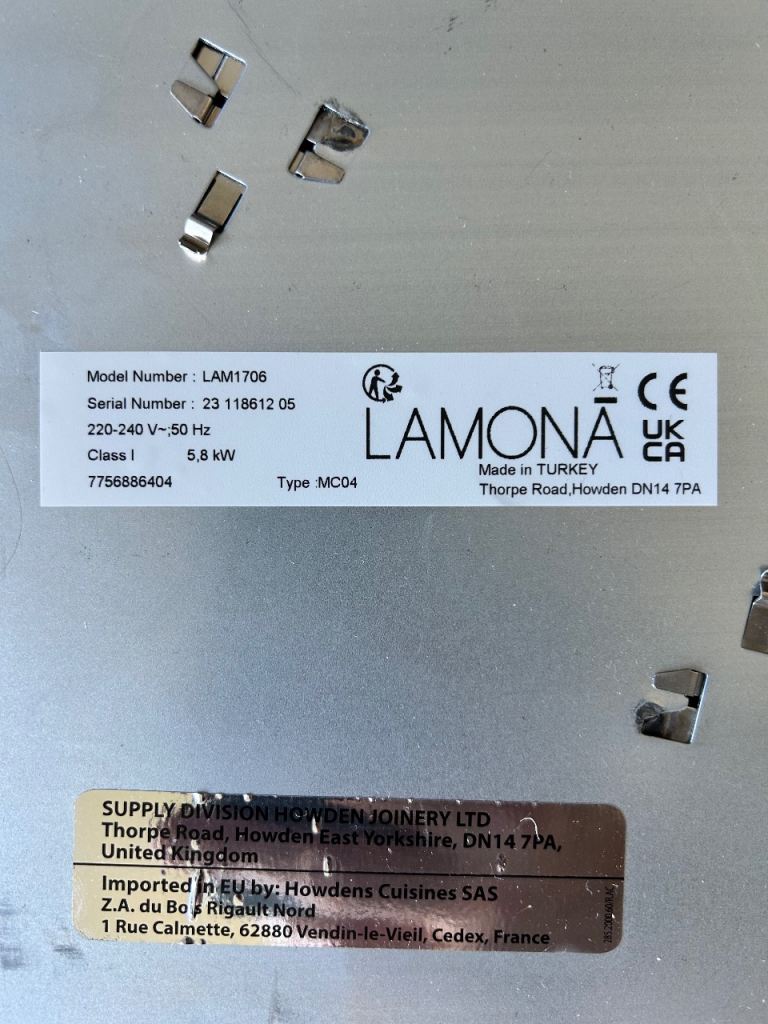 Model Number : LAM1706
Serial Number : 23 118612 05
220-240 V~;50 Hz
Class I 5,8 kW
7756886404 Type :MC04
LAMONĀ
CE
UK
CA
Made in TURKEY
Thorpe Road,Howden DN14 7PA
SUPPLY DIVISION HOWDEN JOINERY LTD
Thorpe Road, Howden East Yorkshire, DN14 7PA,
United Kingdom
Imported in EU by: Howdens Cuisines SAS
Z.A. du Bois Rigault Nord
1 Rue Calmette, 62880 Vendin-le-Vieil, Cedex, France